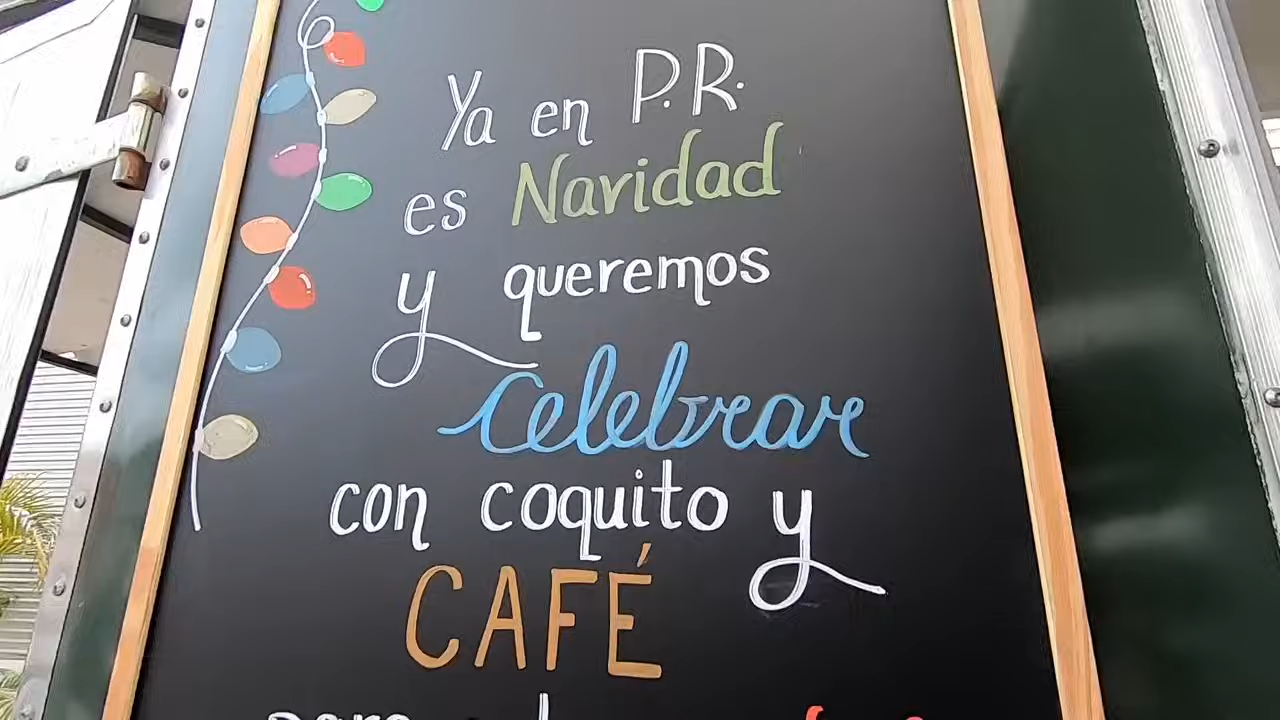 Ya en P.R.
es Navidad
y queremos
Celebrar
con coquito y
CAFÉ